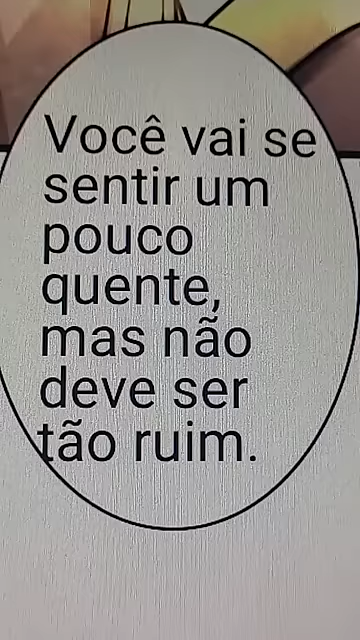 Você vai se
sentir um
pouco
quente,
mas não
deve ser
tão ruim.